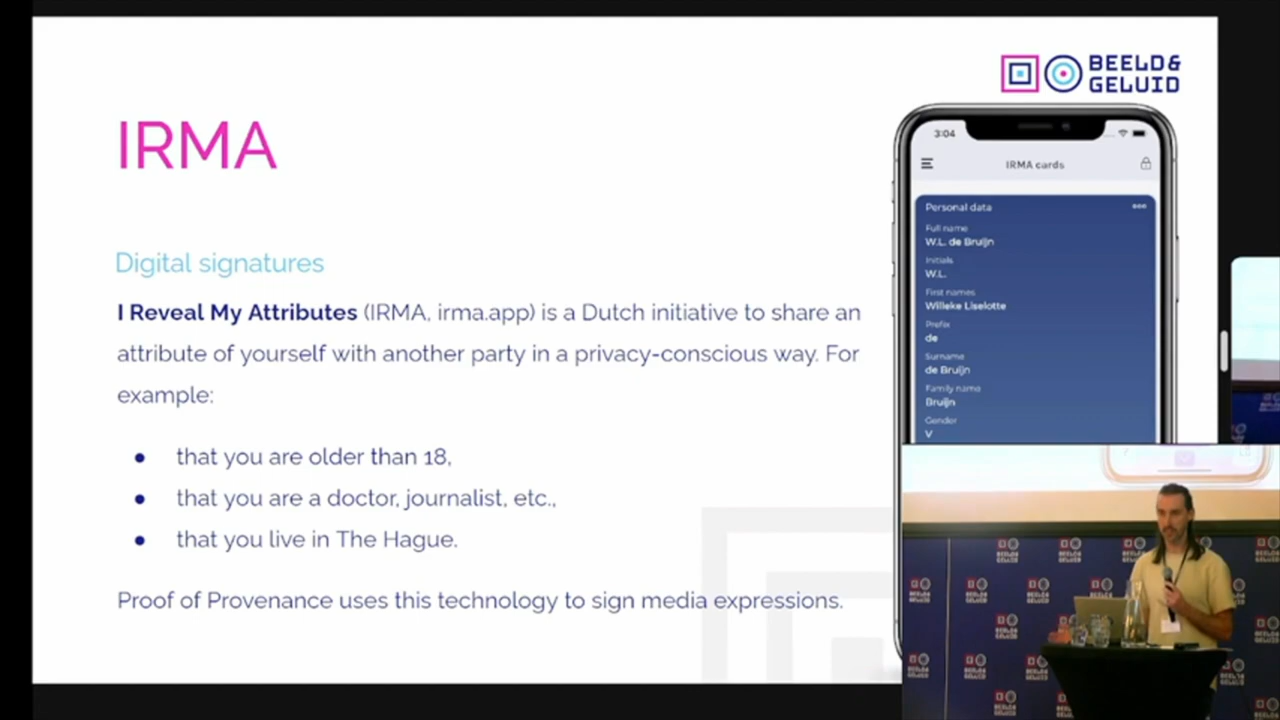 BEELD&
GELUID
IRMA
Digital signatures
I Reveal My Attributes (IRMA, irma.app) is a Dutch initiative to share an
attribute of yourself with another party in a privacy-conscious way. For
example:
● that you are older than 18,
● that you are a doctor, journalist, etc.,
● that you live in The Hague.
Proof of Provenance uses this technology to sign media expressions.
3:04
IRMA cards
Personal data
Full name
W.L. de Bruijn
Initials
W.L.
First names
Willeke Liselotte
Prefix
de
Surname
de Bruijn
Family name
Bruijn
Gender
V